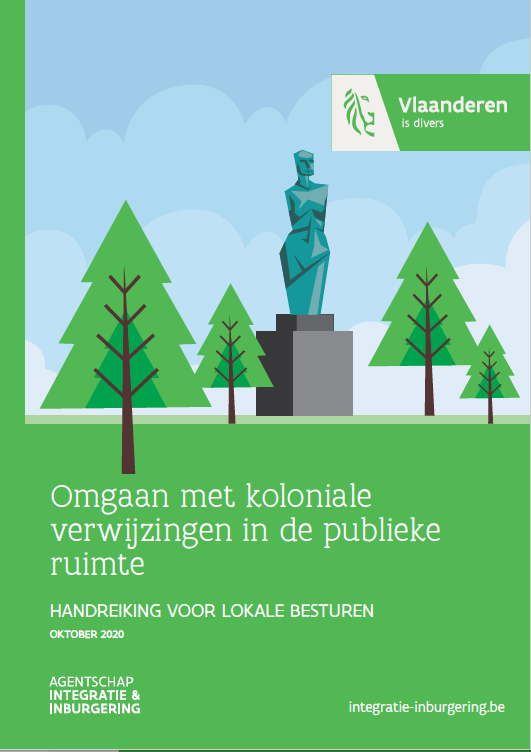 Vlaanderen
is divers
Omgaan met koloniale
verwijzingen in de publieke
ruimte
HANDREIKING VOOR LOKALE BESTUREN
OKTOBER 2020
AGENTSCHAP
INTEGRATIE &
INBURGERING
integratie-inburgering.be